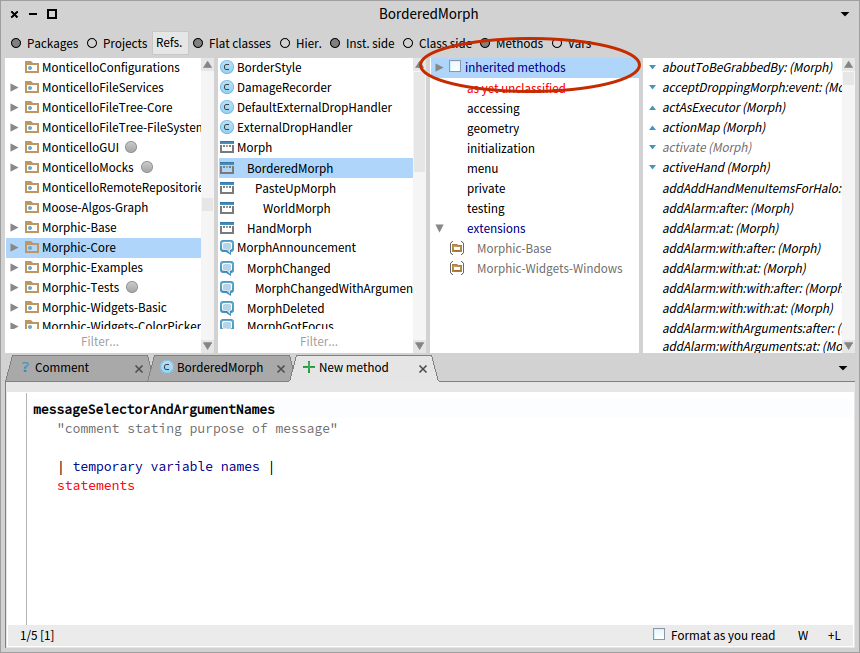 BorderedMorph
Packages Projects Refs. Flat classes Hier. Inst. side Class side Methods Vars
MonticelloConfigurations
MonticelloFileServices
MonticelloFileTree-Core
MonticelloFileTree-FileSystem
MonticelloGUI
MonticelloMocks
MonticelloRemoteRepositorie
Moose-Algos-Graph
Morphic-Base
Morphic-Core
Morphic-Examples
Morphic-Tests
Morphic-Widgets-Basic
Morphic-Widgets-ColorPicker
Filter...
BorderStyle
DamageRecorder
DefaultExternalDropHandler
ExternalDropHandler
Morph
BorderedMorph
PasteUpMorph
WorldMorph
HandMorph
MorphAnnouncement
MorphChanged
MorphChangedWithArgumen
MorphDeleted
MorphGotFocus
Filter...
inherited methods
as yet unclassified
accessing
geometry
initialization
menu
private
testing
extensions
Morphic-Base
Morphic-Widgets-Windows
aboutToBeGrabbedBy: (Morph)
acceptDroppingMorph:event: (Mo
actAsExecutor (Morph)
actionMap (Morph)
activate (Morph)
activeHand (Morph)
addAddHandMenuItemsForHalo:
addAlarm:after: (Morph)
addAlarm:at: (Morph)
addAlarm:with:after: (Morph)
addAlarm:with:at: (Morph)
addAlarm:with:with:after: (Morph)
addAlarm:with:with:at: (Morph)
addAlarm:withArguments:after: (
addAlarm:withArguments:at: (Mo
? Comment
C BorderedMorph
New method
messageSelectorAndArgumentNames
"comment stating purpose of message"
| temporary variable names |
statements
1/5 [1]
Format as you read W +L